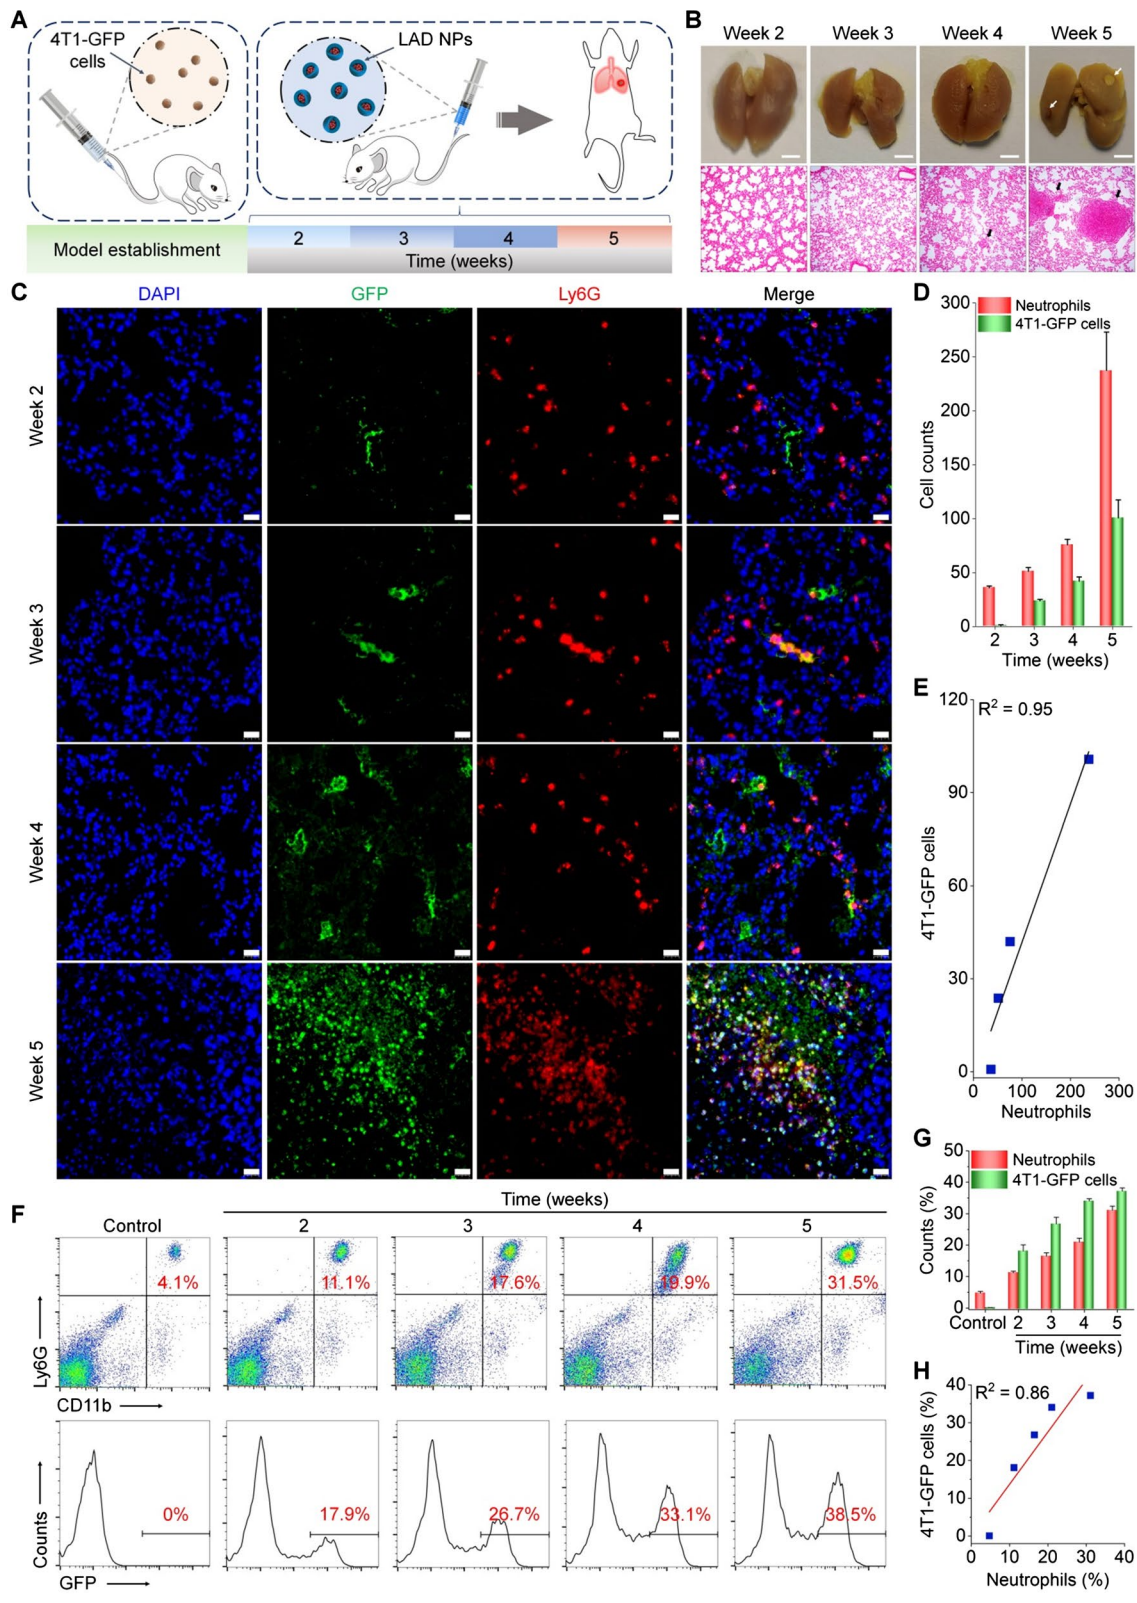 A
4T1-GFP
cells
LAD NPs
Model establishment
2
3
4
5
Time (weeks)
B
Week 2
Week 3
Week 4
Week 5
C
DAPI
GFP
Ly6G
Merge
Week 2
Week 3
Week 4
Week 5
D
300
250
200
150
100
50
0
Cell counts
Neutrophils
4T1-GFP cells
2
3
4
5
Time (weeks)
E
R² = 0.95
120
90
60
30
0
4T1-GFP cells
0
100
200
300
Neutrophils
F
Time (weeks)
Control
2
3
4
5
4.1%
11.1%
17.6%
19.9%
31.5%
Ly6G
CD11b
0%
17.9%
26.7%
33.1%
38.5%
Counts
GFP
G
50
40
30
20
10
0
Counts (%)
Neutrophils
4T1-GFP cells
Control
2
3
4
5
Time (weeks)
H
R² = 0.86
40
30
20
10
0
4T1-GFP cells (%)
0
10
20
30
40
Neutrophils (%)